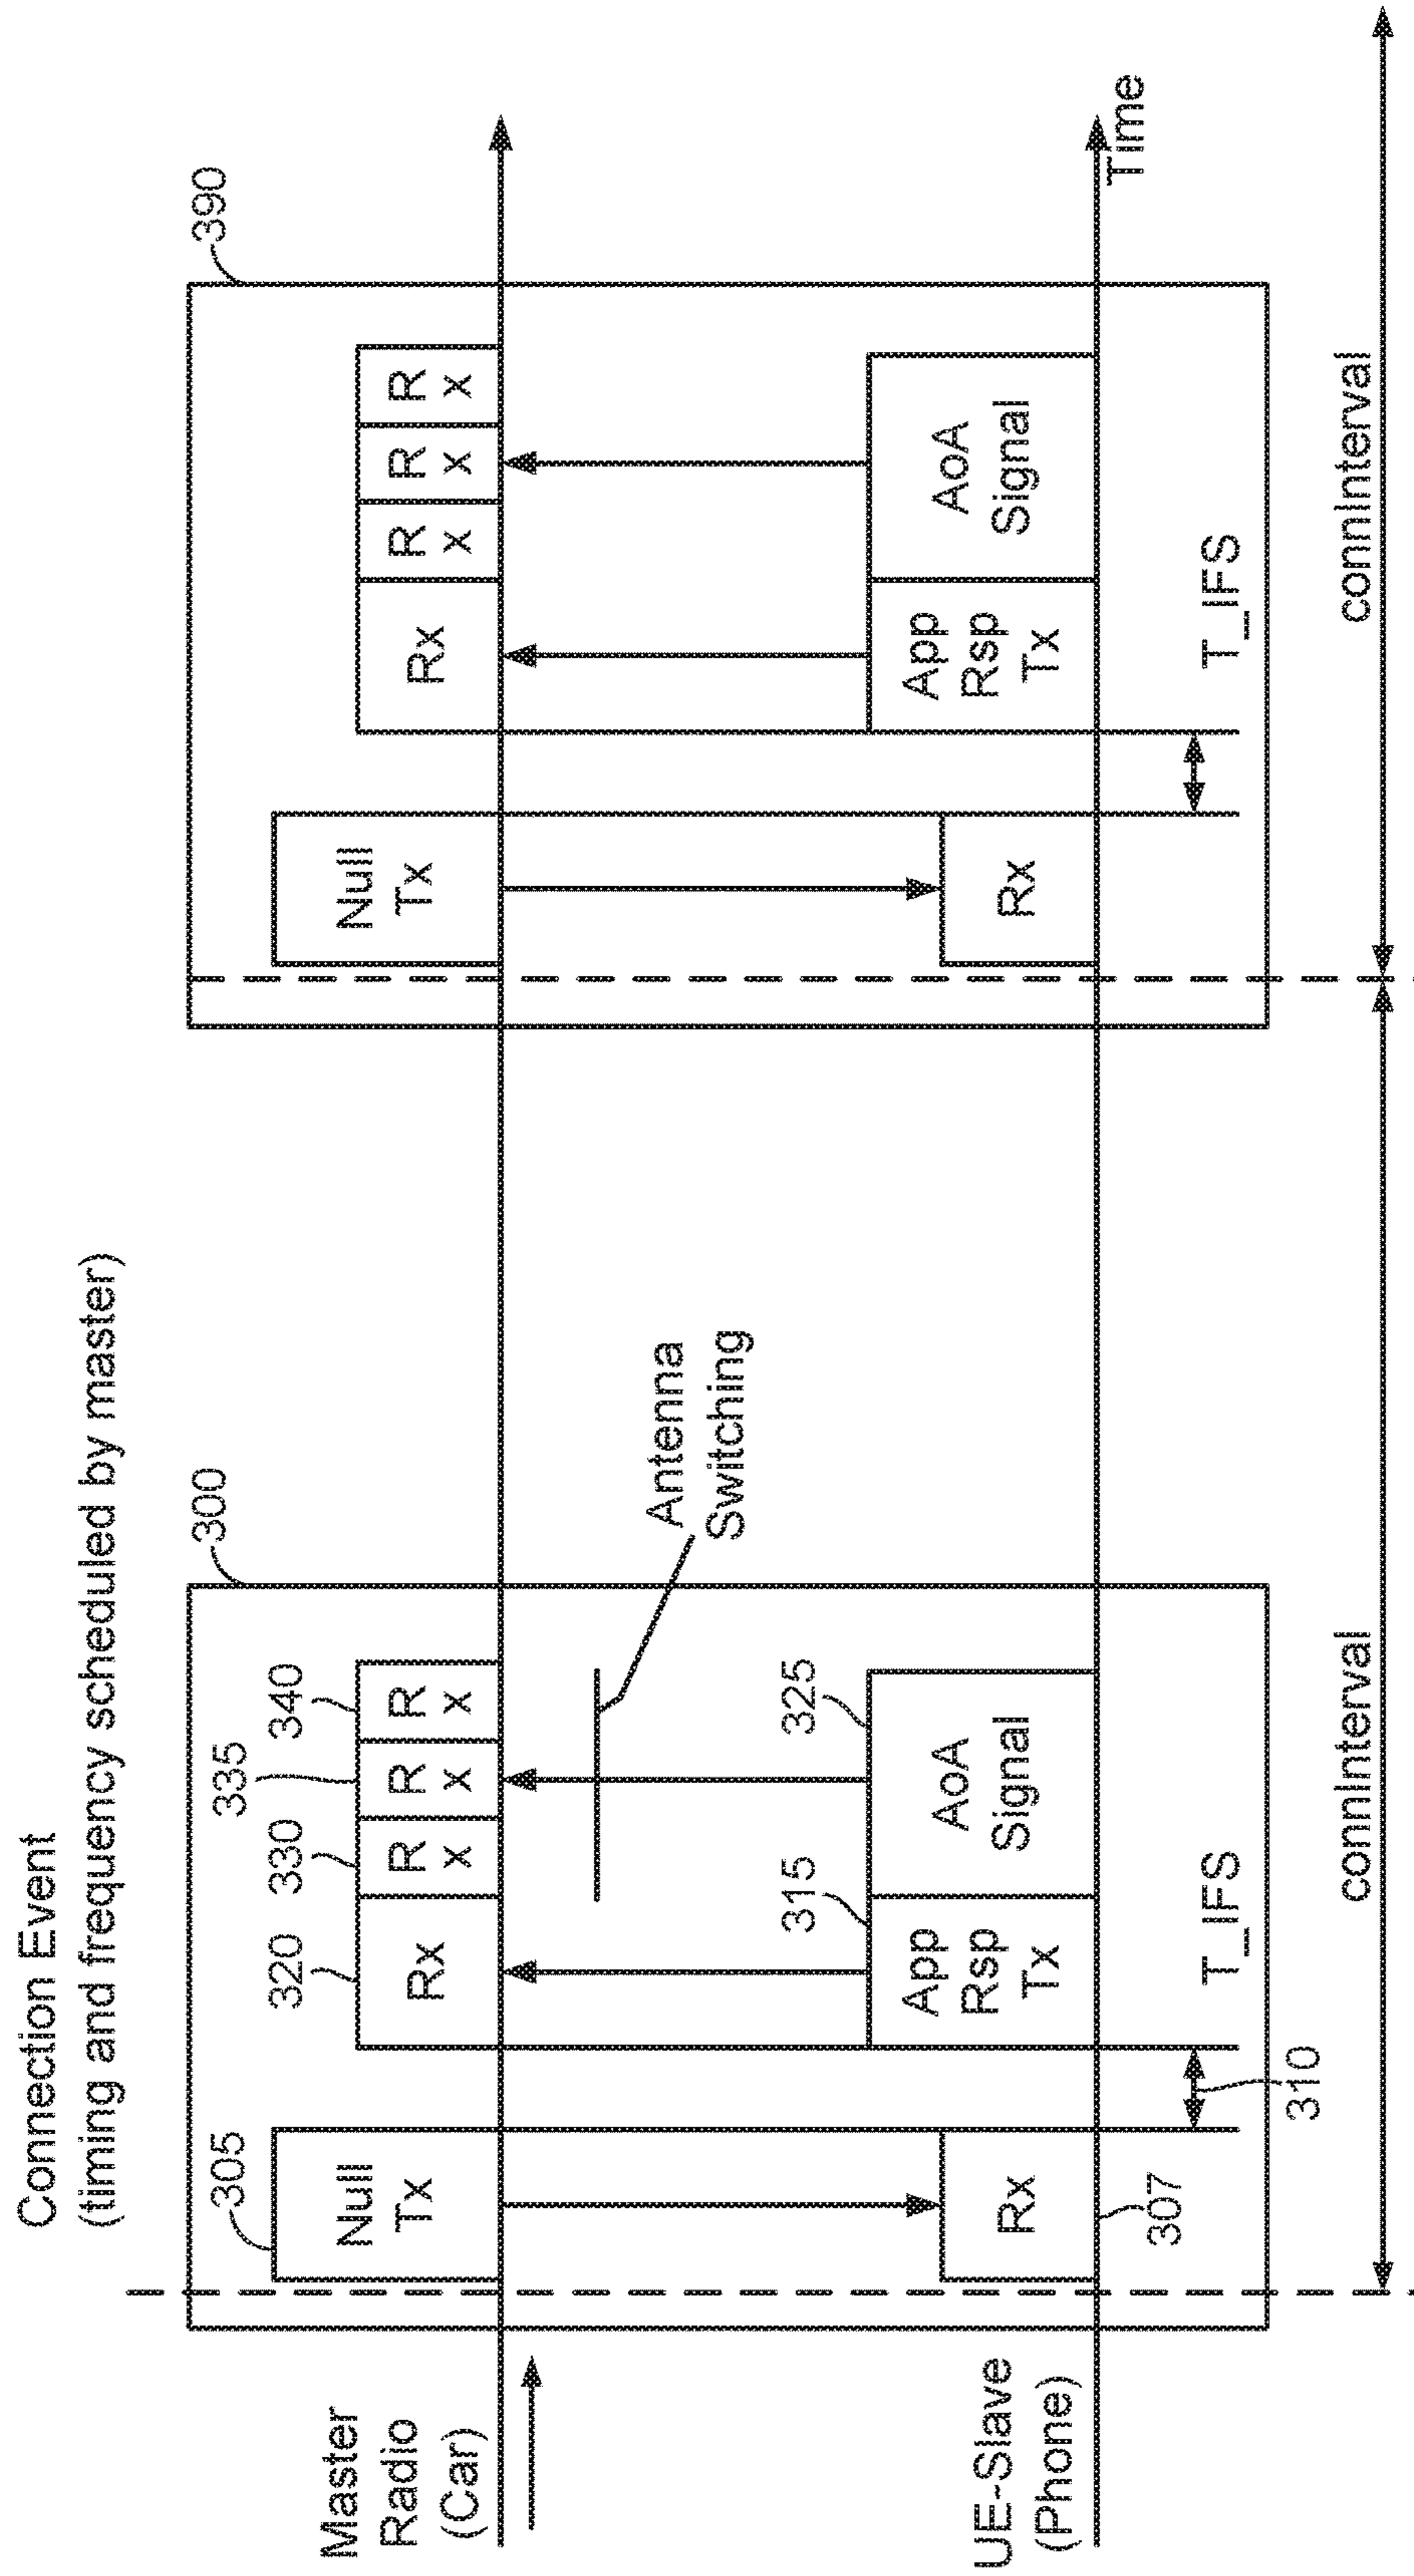 Connection Event
(timing and frequency scheduled by master)
300
390
305
335
320
330
340
Master
Radio
(Car)
Null
Tx
Rx
R
x
R
x
R
x
Null
Tx
Rx
R
x
R
x
R
x
Antenna
Switching
315
325
App
Rsp
Tx
AoA
Signal
App
Rsp
Tx
AoA
Signal
UE-Slave
(Phone)
Rx
Rx
Time
307
T_IFS
T_IFS
310
connInterval
connInterval